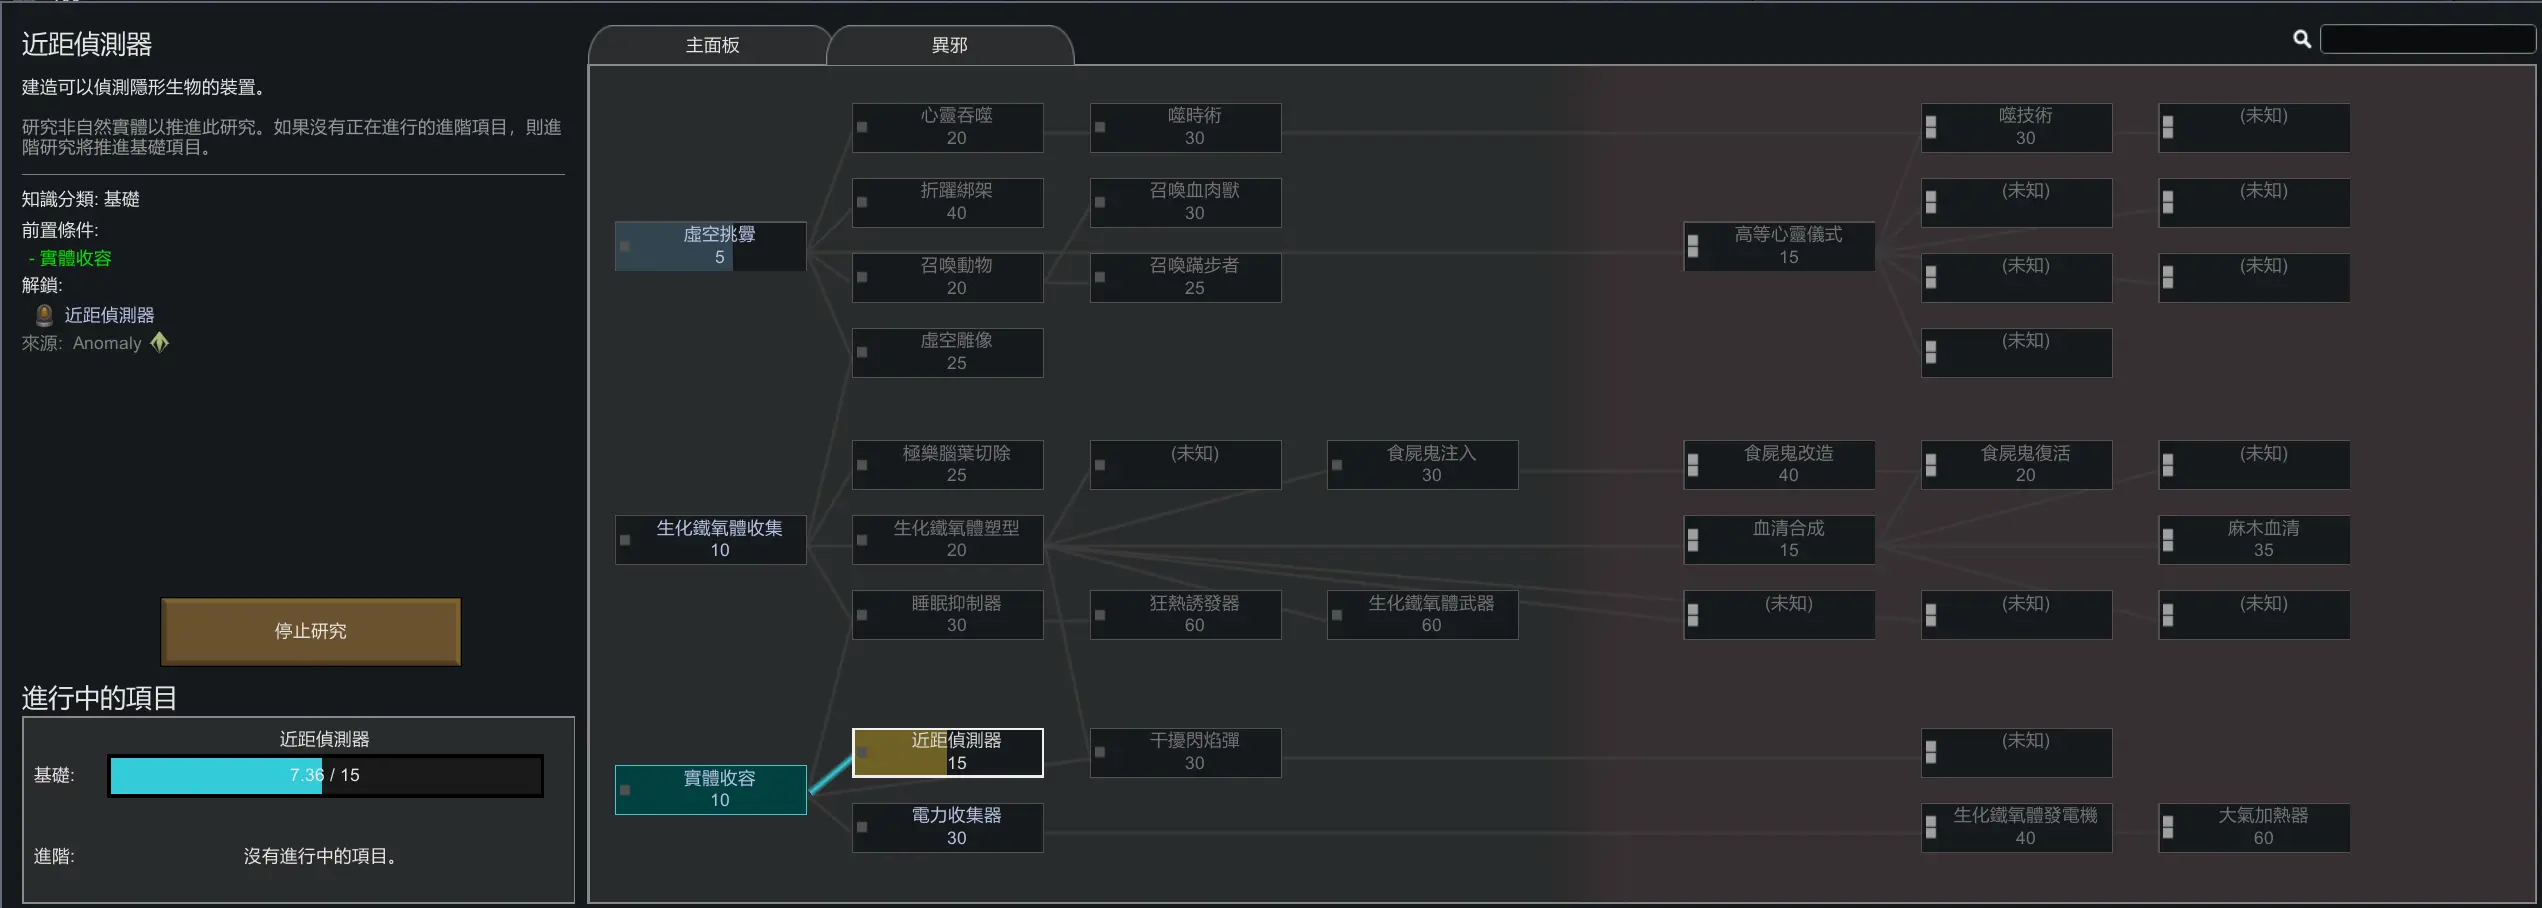 近距偵測器
建造可以偵測隱形生物的裝置。
研究非自然實體以推進此研究。如果沒有正在進行的進階項目，則進
階研究將推進基礎項目。
知識分類: 基礎
前置條件:
- 實體收容
解鎖:
近距偵測器
來源: Anomaly
停止研究
進行中的項目
近距偵測器
基礎:
7.36 / 15
進階:
沒有進行中的項目。
主面板
異邪
心靈吞噬
20
噬時術
30
噬技術
30
(未知)
折躍綁架
40
召喚血肉獸
30
(未知)
(未知)
虛空挑釁
5
高等心靈儀式
15
召喚動物
20
召喚蹣步者
25
(未知)
(未知)
虛空雕像
25
(未知)
極樂腦葉切除
25
(未知)
食屍鬼注入
30
食屍鬼改造
40
食屍鬼復活
20
(未知)
生化鐵氧體收集
10
生化鐵氧體塑型
20
血清合成
15
麻木血清
35
睡眠抑制器
30
狂熱誘發器
60
生化鐵氧體武器
60
(未知)
(未知)
(未知)
近距偵測器
15
干擾閃焰彈
30
(未知)
實體收容
10
電力收集器
30
生化鐵氧體發電機
40
大氣加熱器
60